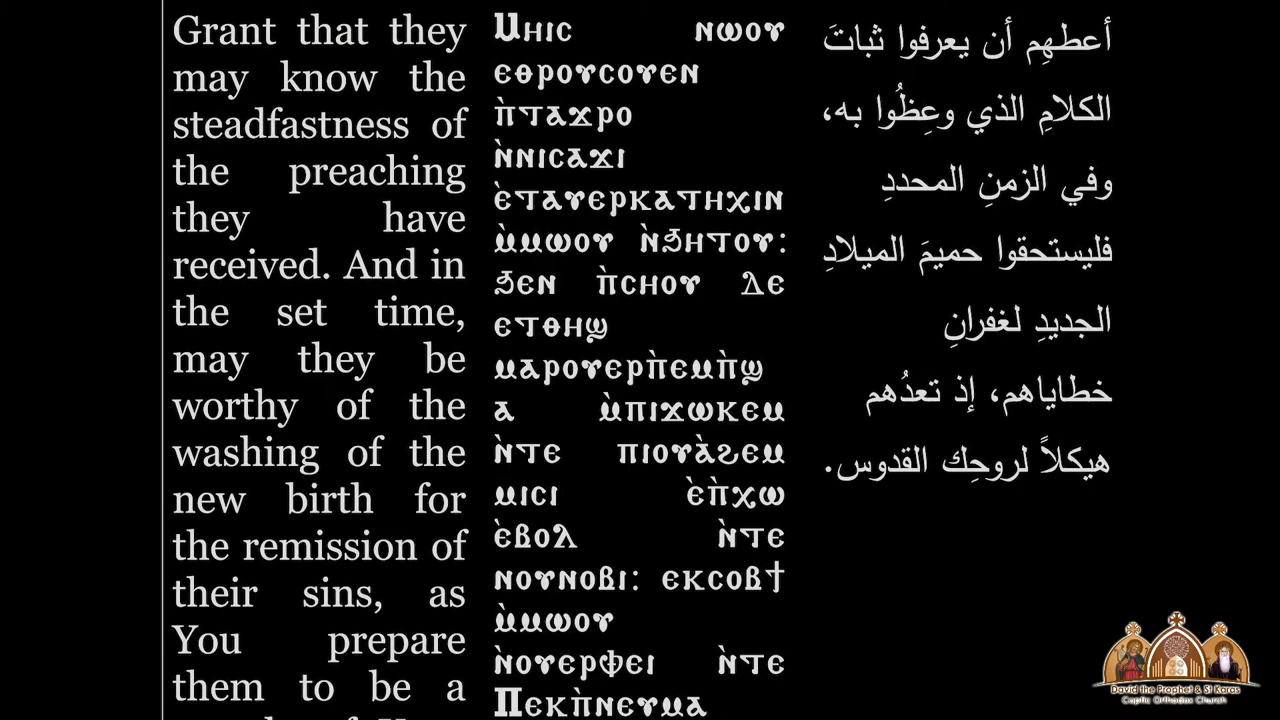 Grant that they
may know the
steadfastness of
the preaching
they have
received. And in
the set time,
may they be
worthy of the
washing of the
new birth for
the remission of
their sins, as
You prepare
them to be a
Ⲙⲏⲓⲥ ⲛⲱⲟⲩ
ⲉⲑⲣⲟⲩⲥⲟⲩⲉⲛ
ⲡ̀ⲧⲁϫⲣⲟ
ⲛ̀ⲛⲓⲥⲁϫⲓ
ⲉ̀ⲧⲁⲩⲉⲣⲕⲁⲧⲏⲭⲓⲛ
ⲙ̀ⲙⲱⲟⲩ ⲛ̀ϧⲏⲧⲟⲩ:
ϧⲉⲛ ⲡ̀ⲥⲏⲟⲩ ⲇⲉ
ⲉⲧⲑⲏϣ
ⲙⲁⲣⲟⲩⲉⲣⲡ̀ⲉⲙⲡ̀ϣ
ⲁ ⲙ̀ⲡⲓϫⲱⲕⲉⲙ
ⲛ̀ⲧⲉ ⲡⲓⲟⲩⲁ̀ϩⲉⲙ
ⲙⲓⲥⲓ ⲉ̀ⲡ̀ⲭⲱ
ⲉ̀ⲃⲟⲗ ⲛ̀ⲧⲉ
ⲛⲟⲩⲛⲟⲃⲓ: ⲉⲕⲥⲟⲃϯ
ⲙ̀ⲙⲱⲟⲩ
ⲛ̀ⲟⲩⲉⲣⲫⲉⲓ ⲛ̀ⲧⲉ
Ⲡⲉⲕⲡ̀ⲛⲉⲩⲙⲁ
أعطهِم أن يعرفوا ثباتَ
الكلامِ الذي وعِظُوا به،
وفي الزمنِ المحددِ
فليستحقوا حميمَ الميلادِ
الجديدِ لغفرانِ
خطاياهم، إذ تعدُهم
هيكلاً لروحِك القدوس.
David the Prophet & St Karas
Coptic Orthodox Church